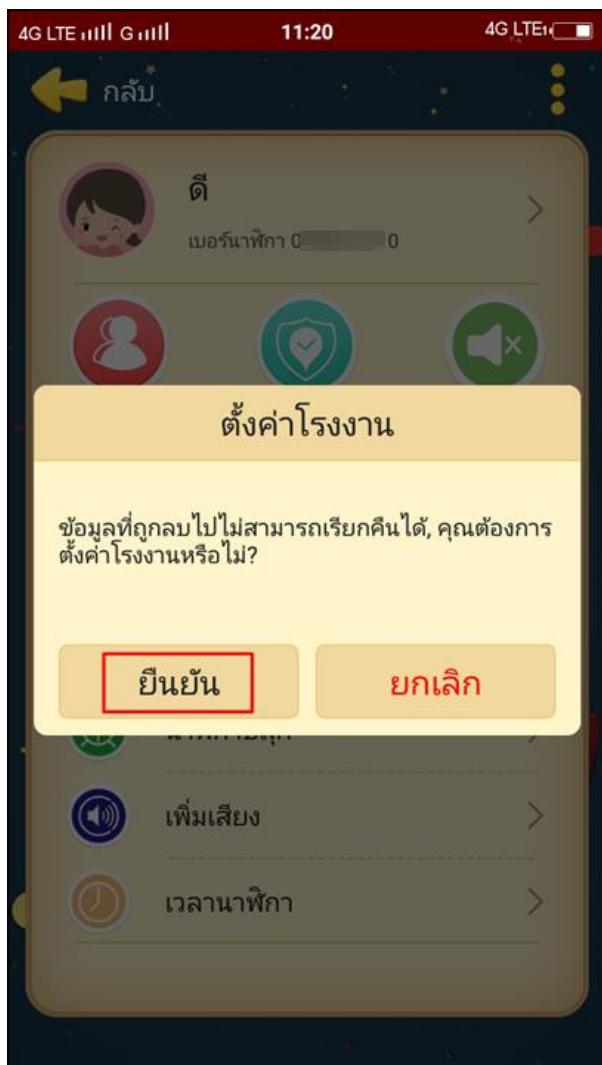 4G LTE G 11:20 4G LTE
กลับ
ดี
เบอร์นาฬิกา 0 0
ตั้งค่าโรงงาน
ข้อมูลที่ถูกลบไปไม่สามารถเรียกคืนได้, คุณต้องการ
ตั้งค่าโรงงานหรือไม่?
ยืนยัน ยกเลิก
เพิ่มเสียง
เวลานาฬิกา